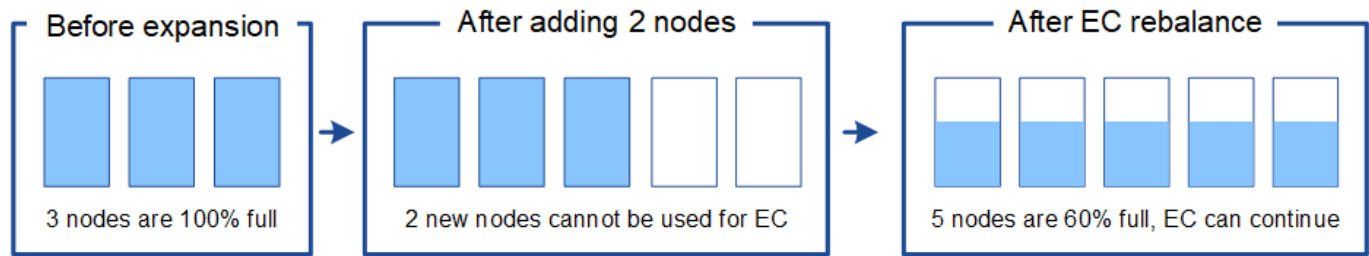 Before expansion
3 nodes are 100% full
After adding 2 nodes
2 new nodes cannot be used for EC
After EC rebalance
5 nodes are 60% full, EC can continue